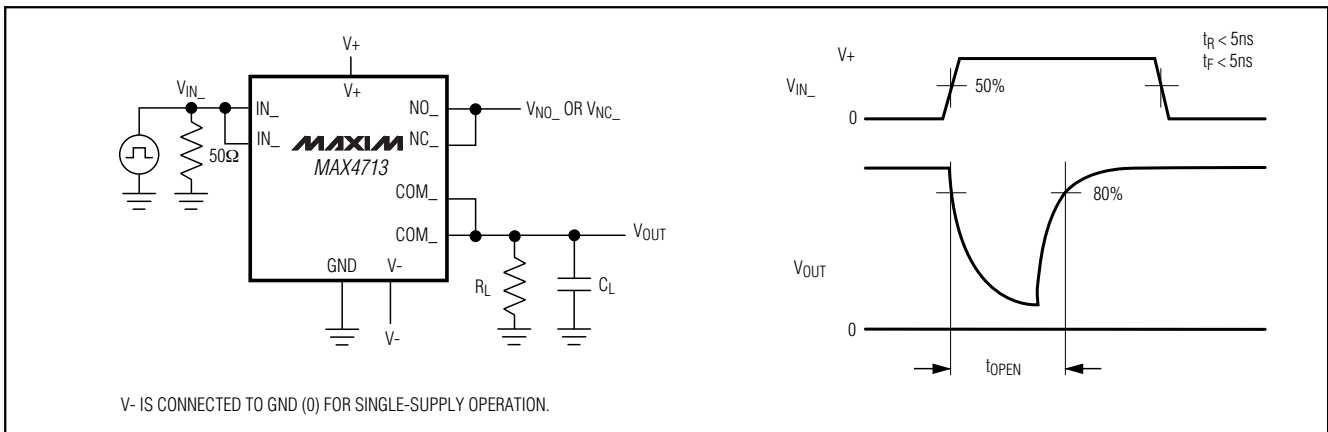 V+
V+
VIN_
IN_
IN_
50Ω
MAXIM
MAX4713
NO_
NC_
VNO_ OR VNC_
COM_
COM_
VOUT
GND
V-
RL
CL
V-
V- IS CONNECTED TO GND (0) FOR SINGLE-SUPPLY OPERATION.
tR < 5ns
tF < 5ns
V+
VIN_
50%
0
80%
VOUT
0
tOPEN